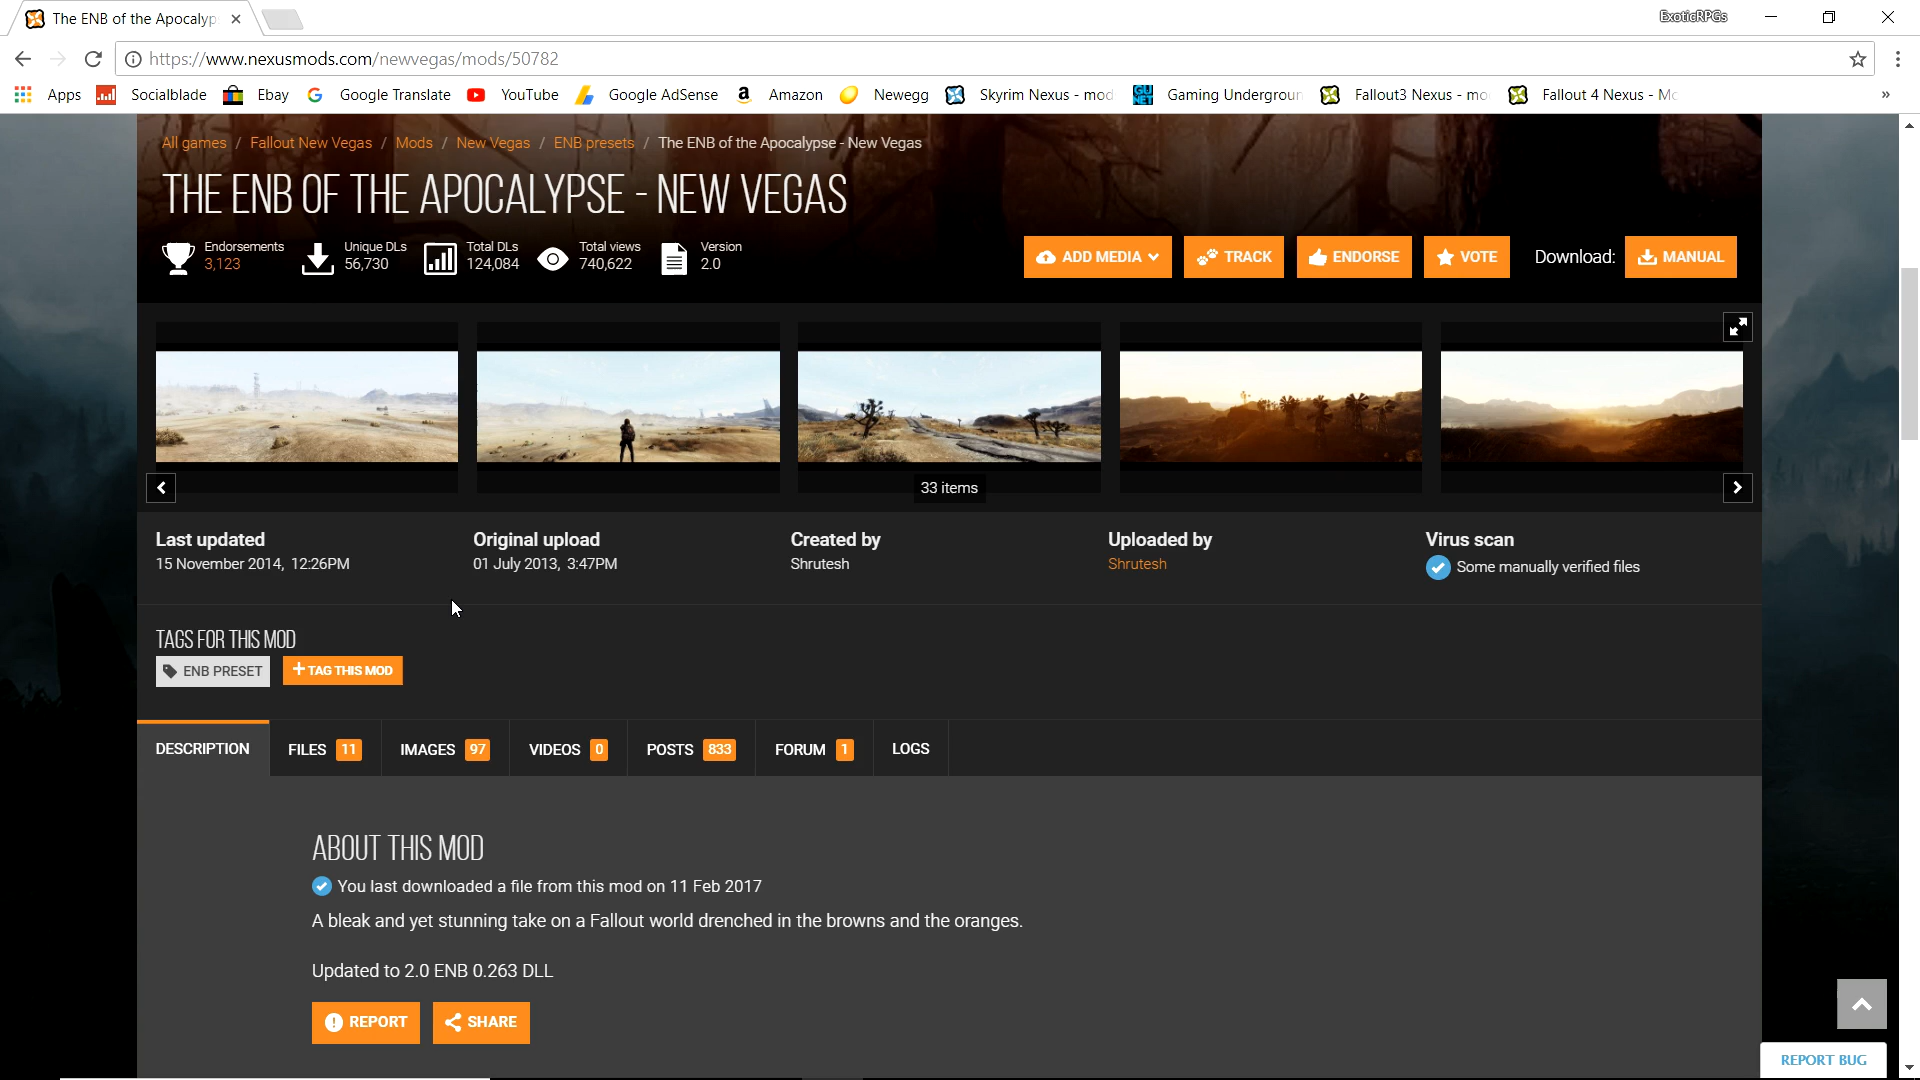 The ENB of the Apocalyp
ExoticRPGs
https://www.nexusmods.com/newvegas/mods/50782
Apps Socialblade Ebay Google Translate YouTube Google AdSense Amazon Newegg Skyrim Nexus - mod Gaming Undergroun Fallout3 Nexus - mo Fallout 4 Nexus - Mo »
All games / Fallout New Vegas / Mods / New Vegas / ENB presets / The ENB of the Apocalypse - New Vegas
THE ENB OF THE APOCALYPSE - NEW VEGAS
Endorsements Unique DLs Total DLs Total views Version
3,123 56,730 124,084 740,622 2.0
ADD MEDIA TRACK ENDORSE VOTE Download: MANUAL
33 items
Last updated Original upload Created by Uploaded by Virus scan
15 November 2014, 12:26PM 01 July 2013, 3:47PM Shrutesh Shrutesh Some manually verified files
TAGS FOR THIS MOD
ENB PRESET + TAG THIS MOD
DESCRIPTION FILES 11 IMAGES 97 VIDEOS 0 POSTS 833 FORUM 1 LOGS
ABOUT THIS MOD
You last downloaded a file from this mod on 11 Feb 2017
A bleak and yet stunning take on a Fallout world drenched in the browns and the oranges.
Updated to 2.0 ENB 0.263 DLL
REPORT SHARE
REPORT BUG